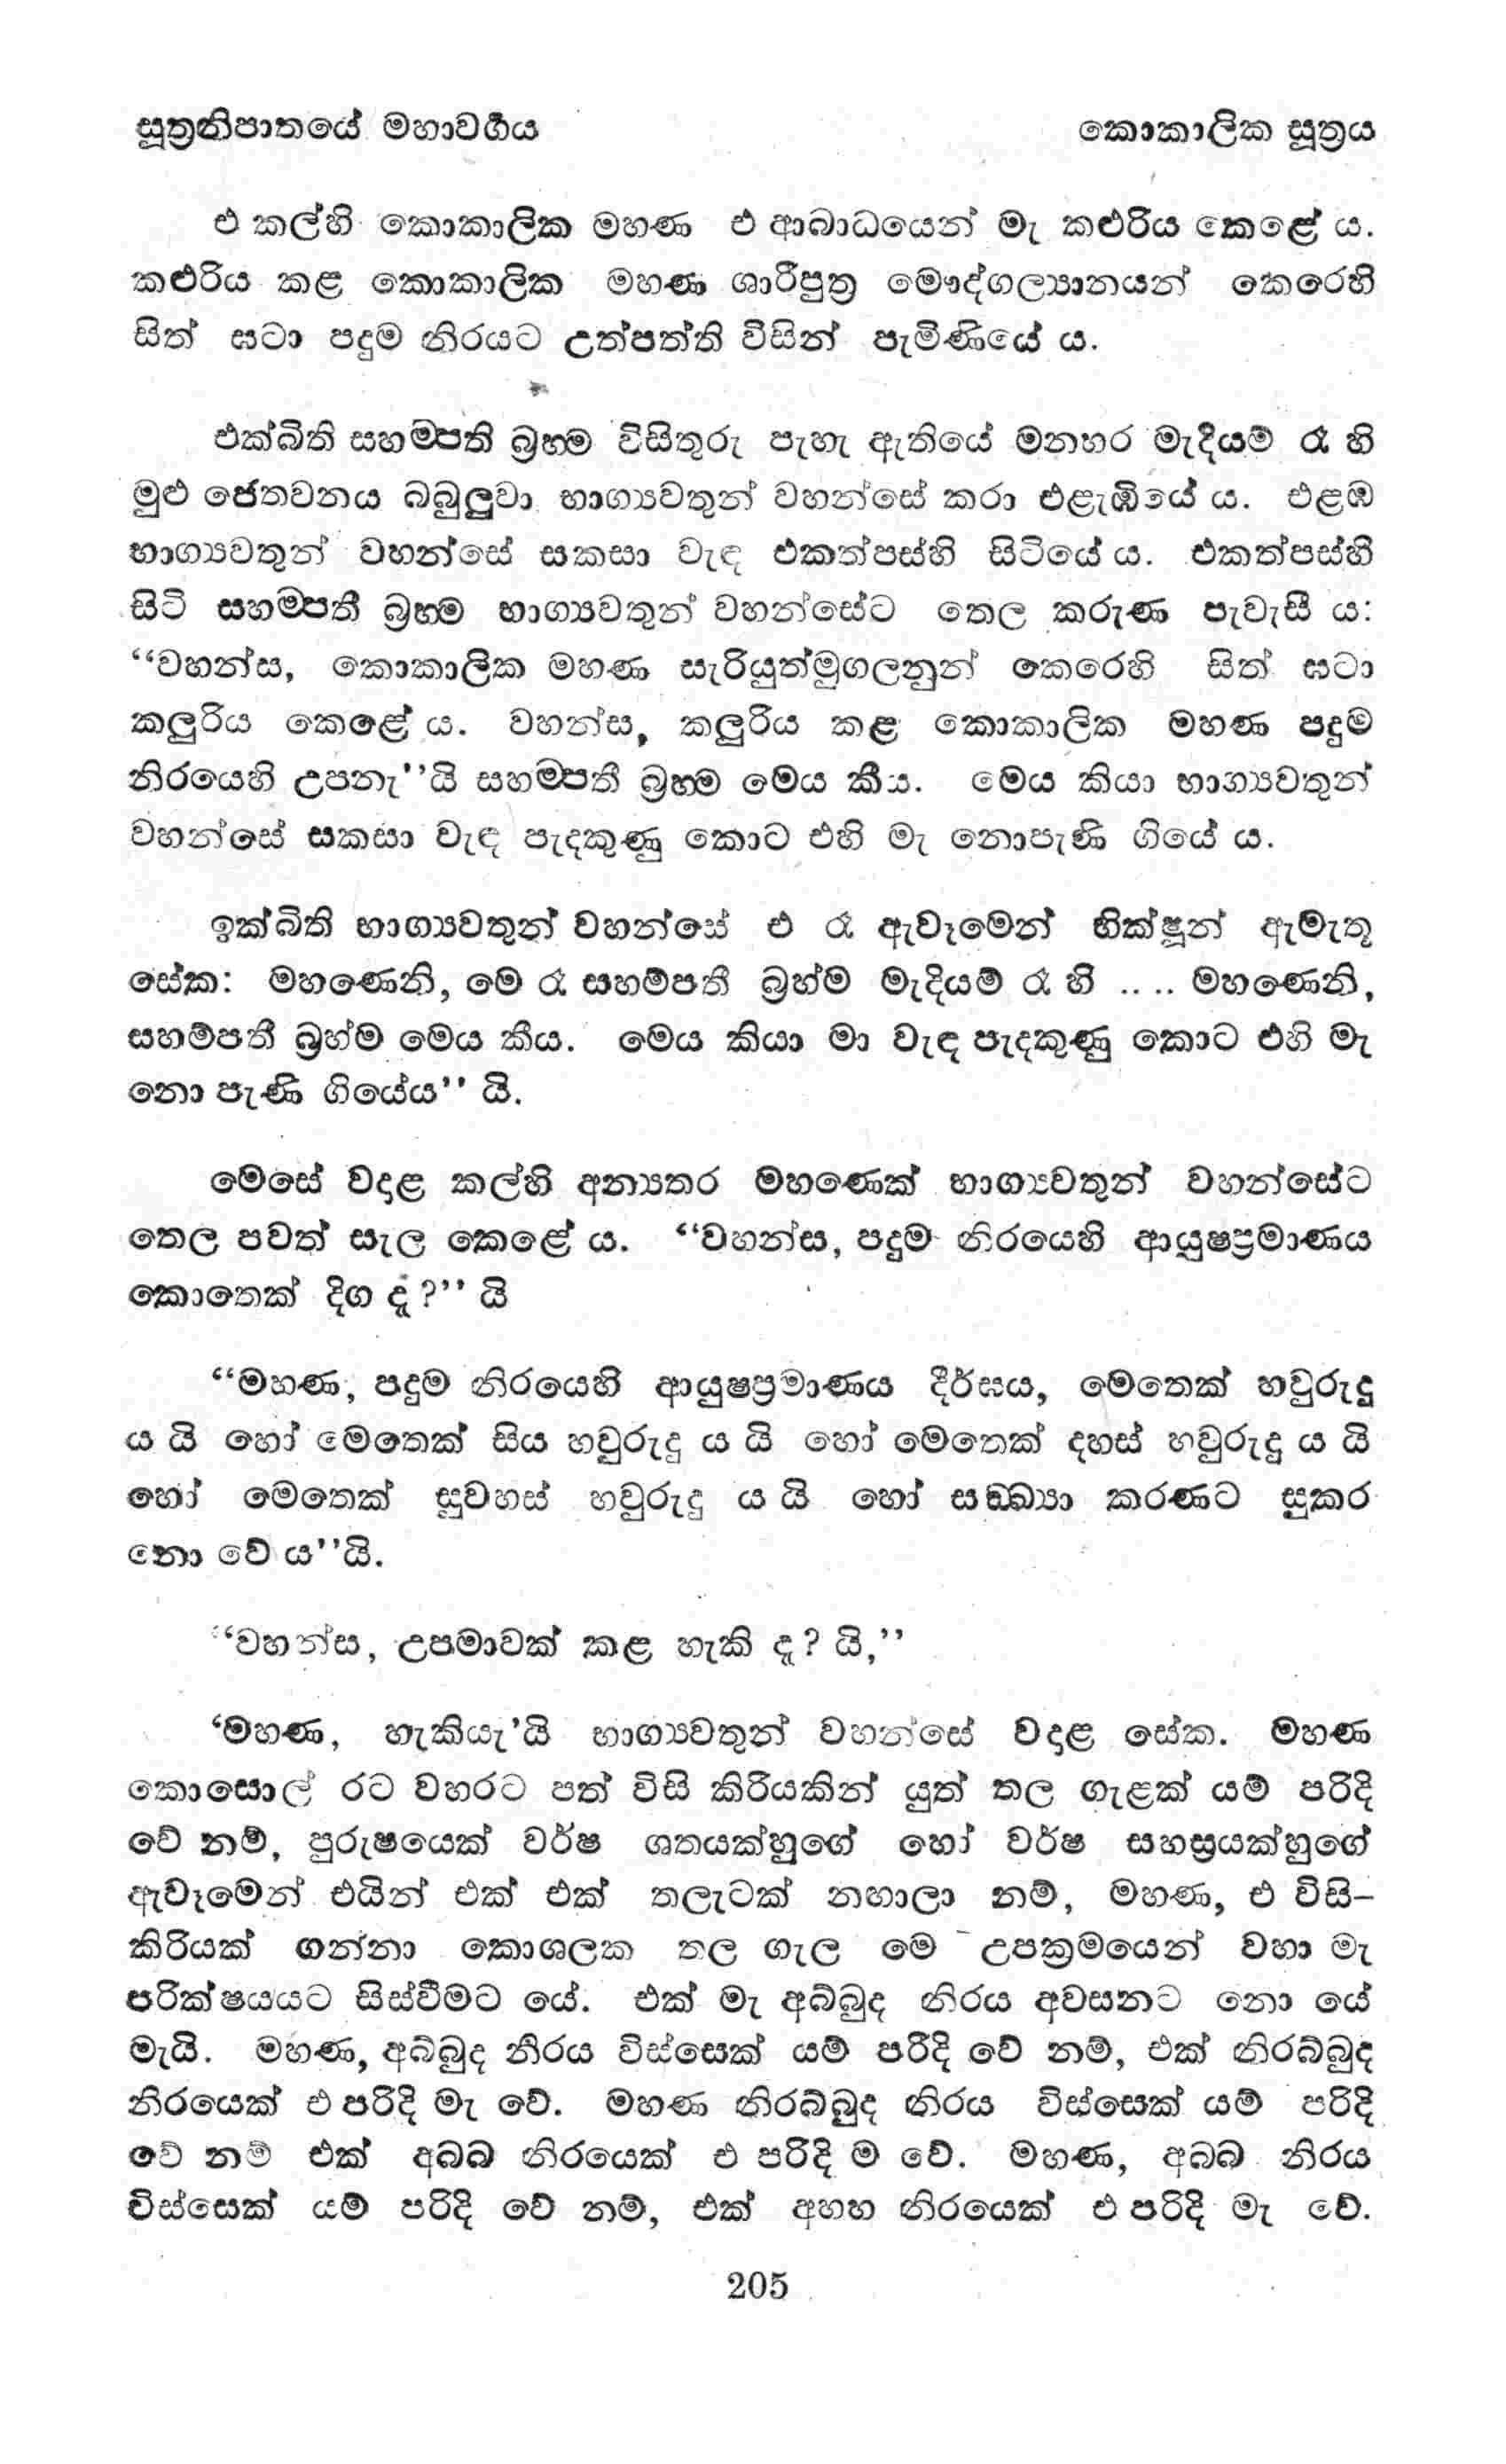 සූත්‍රනිපාතයේ මහාවර්‍ගය
කොකාලික සූත්‍රය
එ කල්හි කොකාලික මහණ එ ආබාධයෙන් මැ කළුරිය කෙළේ ය.
කළුරිය කළ කොකාලික මහණ ශාරීපුත්‍ර මෞද්ගල්‍යානයන් කෙරෙහි
සිත් ඝටා පදුම නිරයට උත්පත්ති විසින් පැමිණියේ ය.
එක්බිති සහම්පති බ්‍රහ්ම විසිතුරු පැහැ ඇතියේ මනහර මැදියම් රෑ හි
මුළු ජෙතවනය බබුලුවා භාග්‍යවතුන් වහන්සේ කරා එළැඹියේ ය. එළඹ
භාග්‍යවතුන් වහන්සේ සකසා වැඳ එකත්පස්හි සිටියේ ය. එකත්පස්හි
සිටි සහම්පතී බ්‍රහ්ම භාග්‍යවතුන් වහන්සේට තෙල කරුණ පැවැසී ය:
“වහන්ස, කොකාලික මහණ සැරියුත්මුගලනුන් කෙරෙහි සිත් ඝටා
කලුරිය කෙළේ ය. වහන්ස, කලුරිය කළ කොකාලික මහණ පදුම
නිරයෙහි උපනැ’’යි සහම්පතී බ්‍රහ්ම මෙය කීය. මෙය කියා භාග්‍යවතුන්
වහන්සේ සකසා වැඳ පැදකුණු කොට එහි මැ නොපැණි ගියේ ය.
ඉක්බිති භාග්‍යවතුන් වහන්සේ එ රෑ ඇවෑමෙන් භික්ෂූන් ඇමැතූ
සේක: මහණෙනි, මෙ රෑ සහම්පතී බ්‍රහ්ම මැදියම් රෑ හි .... මහණෙනි,
සහම්පතී බ්‍රහ්ම මෙය කීය. මෙය කියා මා වැඳ පැදකුණු කොට එහි මැ
නො පැණි ගියේය’’ යි.
මෙසේ වදාළ කල්හි අන්‍යතර මහණෙක් භාග්‍යවතුන් වහන්සේට
තෙල පවත් සැල කෙළේ ය. “වහන්ස, පදුම නිරයෙහි ආයුෂප්‍රමාණය
කොතෙක් දිග දැ?’’ යි
“මහණ, පදුම නිරයෙහි ආයුෂප්‍රමාණය දීර්ඝය, මෙතෙක් හවුරුදු
ය යි හෝ මෙතෙක් සිය හවුරුදු ය යි හෝ මෙතෙක් දහස් හවුරුදු ය යි
හෝ මෙතෙක් සුවහස් හවුරුදු ය යි හෝ සඞ්ඛ්‍යා කරණට සුකර
නො වේ ය’’යි.
“වහන්ස, උපමාවක් කළ හැකි ද? යි,’’
‘මහණ, හැකියැ’යි භාග්‍යවතුන් වහන්සේ වදාළ සේක. මහණ
කොසොල් රට වහරට පත් විසි කිරියකින් යුත් තල ගැළක් යම් පරිදි
වේ නම්, පුරුෂයෙක් වර්ෂ ශතයක්හුගේ හෝ වර්ෂ සහස්‍රයක්හුගේ
ඇවෑමෙන් එයින් එක් එක් තලැටක් නඟාලා නම්, මහණ, එ විසි-
කිරියක් ගන්නා කොශලක තල ගැල මෙ උපක්‍රමයෙන් වහා මැ
පරික්ෂයයට සිස්වීමට යේ. එක් මැ අබ්බුද නිරය අවසනට නො යේ
මැයි. මහණ, අබ්බුද නිරය විස්සෙක් යම් පරිදි වේ නම්, එක් නිරබ්බුද
නිරයෙක් එ පරිදි මැ වේ. මහණ නිරබ්බුද නිරය විස්සෙක් යම් පරිදි
වේ නම් එක් අබබ නිරයෙක් එ පරිදි ම වේ. මහණ, අබබ නිරය
විස්සෙක් යම් පරිදි වේ නම්, එක් අහහ නිරයෙක් එ පරිදි මැ වේ.
205